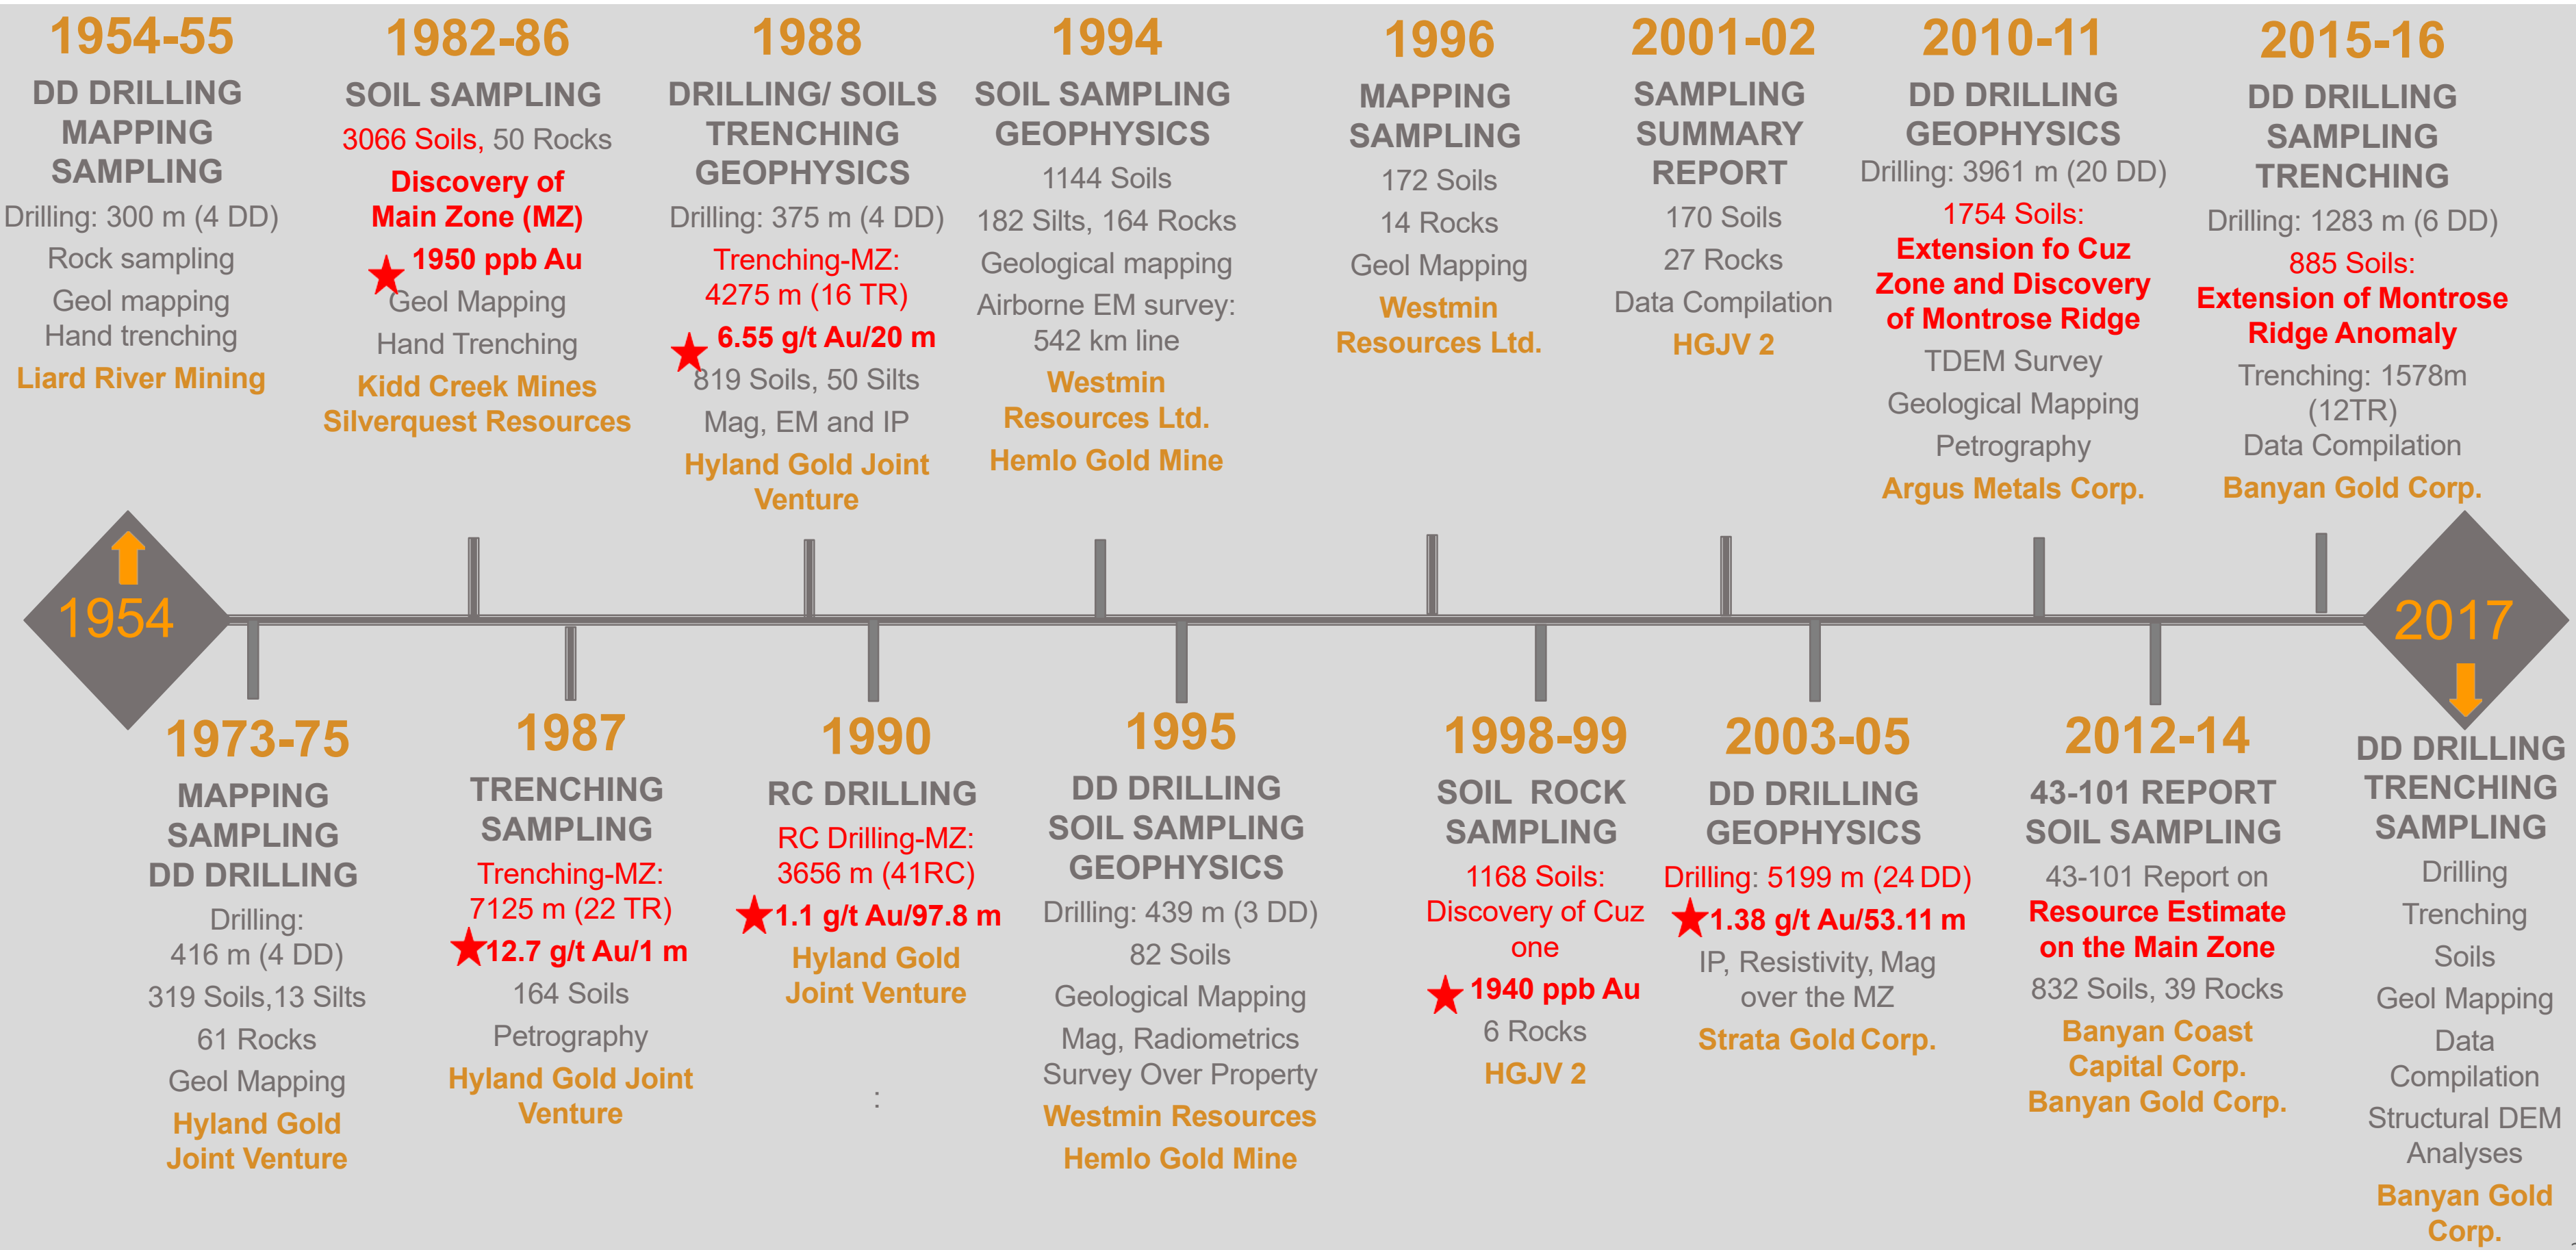 1954-55
DD DRILLING
MAPPING
SAMPLING
Drilling: 300 m (4 DD)
Rock sampling
Geol mapping
Hand trenching
Liard River Mining
1982-86
SOIL SAMPLING
3066 Soils, 50 Rocks
Discovery of
Main Zone (MZ)
1950 ppb Au
Geol Mapping
Hand Trenching
Kidd Creek Mines
Silverquest Resources
1988
DRILLING/ SOILS
TRENCHING
GEOPHYSICS
Drilling: 375 m (4 DD)
Trenching-MZ:
4275 m (16 TR)
6.55 g/t Au/20 m
819 Soils, 50 Silts
Mag, EM and IP
Hyland Gold Joint
Venture
1994
SOIL SAMPLING
GEOPHYSICS
1144 Soils
182 Silts, 164 Rocks
Geological mapping
Airborne EM survey:
542 km line
Westmin
Resources Ltd.
Hemlo Gold Mine
1996
MAPPING
SAMPLING
172 Soils
14 Rocks
Geol Mapping
Westmin
Resources Ltd.
2001-02
SAMPLING
SUMMARY
REPORT
170 Soils
27 Rocks
Data Compilation
HGJV 2
2010-11
DD DRILLING
GEOPHYSICS
Drilling: 3961 m (20 DD)
1754 Soils:
Extension fo Cuz
Zone and Discovery
of Montrose Ridge
TDEM Survey
Geological Mapping
Petrography
Argus Metals Corp.
2015-16
DD DRILLING
SAMPLING
TRENCHING
Drilling: 1283 m (6 DD)
885 Soils:
Extension of Montrose
Ridge Anomaly
Trenching: 1578m
(12TR)
Data Compilation
Banyan Gold Corp.
1954
2017
1973-75
MAPPING
SAMPLING
DD DRILLING
Drilling:
416 m (4 DD)
319 Soils,13 Silts
61 Rocks
Geol Mapping
Hyland Gold
Joint Venture
1987
TRENCHING
SAMPLING
Trenching-MZ:
7125 m (22 TR)
12.7 g/t Au/1 m
164 Soils
Petrography
Hyland Gold Joint
Venture
1990
RC DRILLING
RC Drilling-MZ:
3656 m (41RC)
1.1 g/t Au/97.8 m
Hyland Gold
Joint Venture
:
1995
DD DRILLING
SOIL SAMPLING
GEOPHYSICS
Drilling: 439 m (3 DD)
82 Soils
Geological Mapping
Mag, Radiometrics
Survey Over Property
Westmin Resources
Hemlo Gold Mine
1998-99
SOIL ROCK
SAMPLING
1168 Soils:
Discovery of Cuz
one
1940 ppb Au
6 Rocks
HGJV 2
2003-05
DD DRILLING
GEOPHYSICS
Drilling: 5199 m (24 DD)
1.38 g/t Au/53.11 m
IP, Resistivity, Mag
over the MZ
Strata Gold Corp.
2012-14
43-101 REPORT
SOIL SAMPLING
43-101 Report on
Resource Estimate
on the Main Zone
832 Soils, 39 Rocks
Banyan Coast
Capital Corp.
Banyan Gold Corp.
DD DRILLING
TRENCHING
SAMPLING
Drilling
Trenching
Soils
Geol Mapping
Data
Compilation
Structural DEM
Analyses
Banyan Gold
Corp.